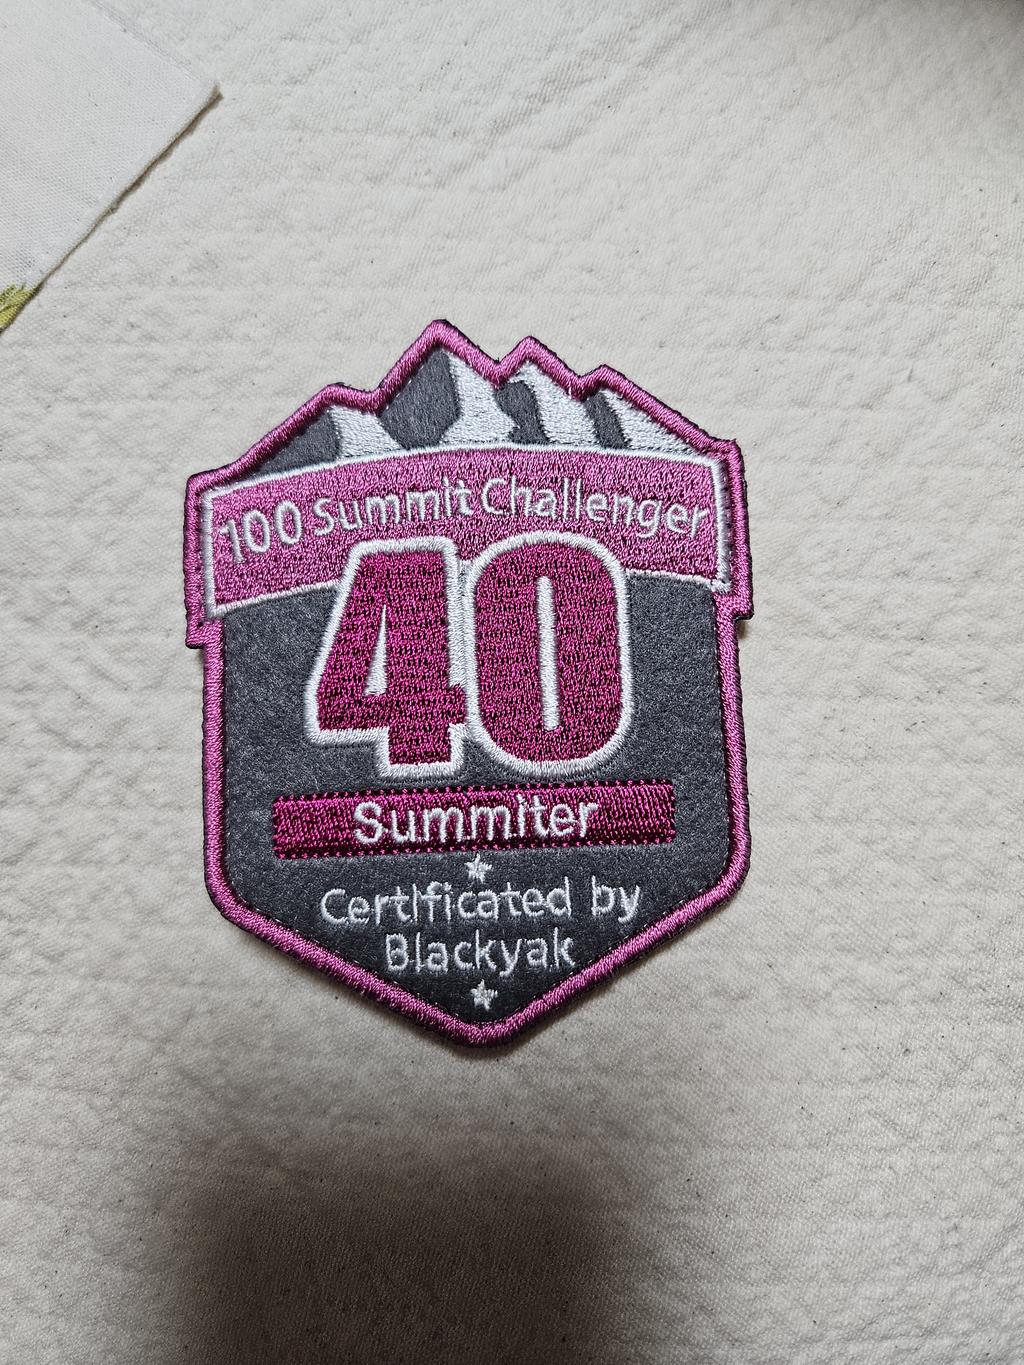 100 Summit Challenger
40
Summiter
Certificated by
Blackyak